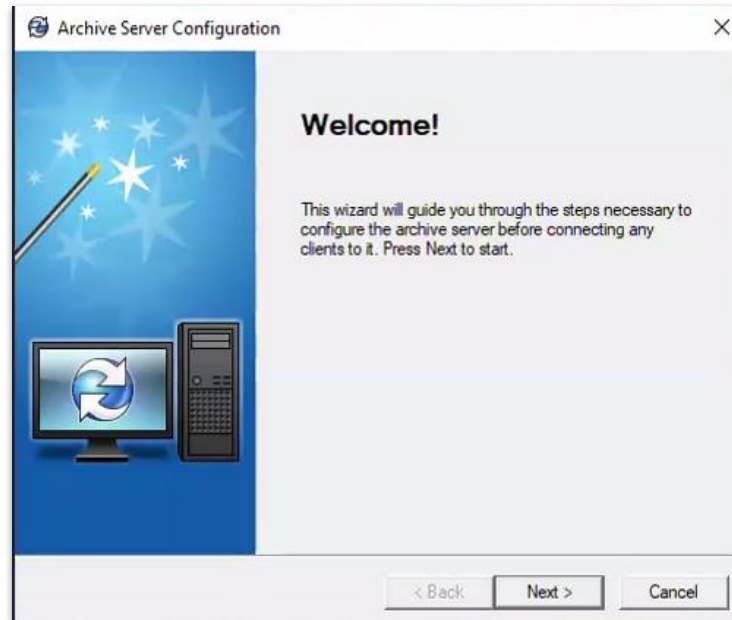 Archive Server Configuration
Welcome!
This wizard will guide you through the steps necessary to
configure the archive server before connecting any
clients to it. Press Next to start.
< Back Next > Cancel